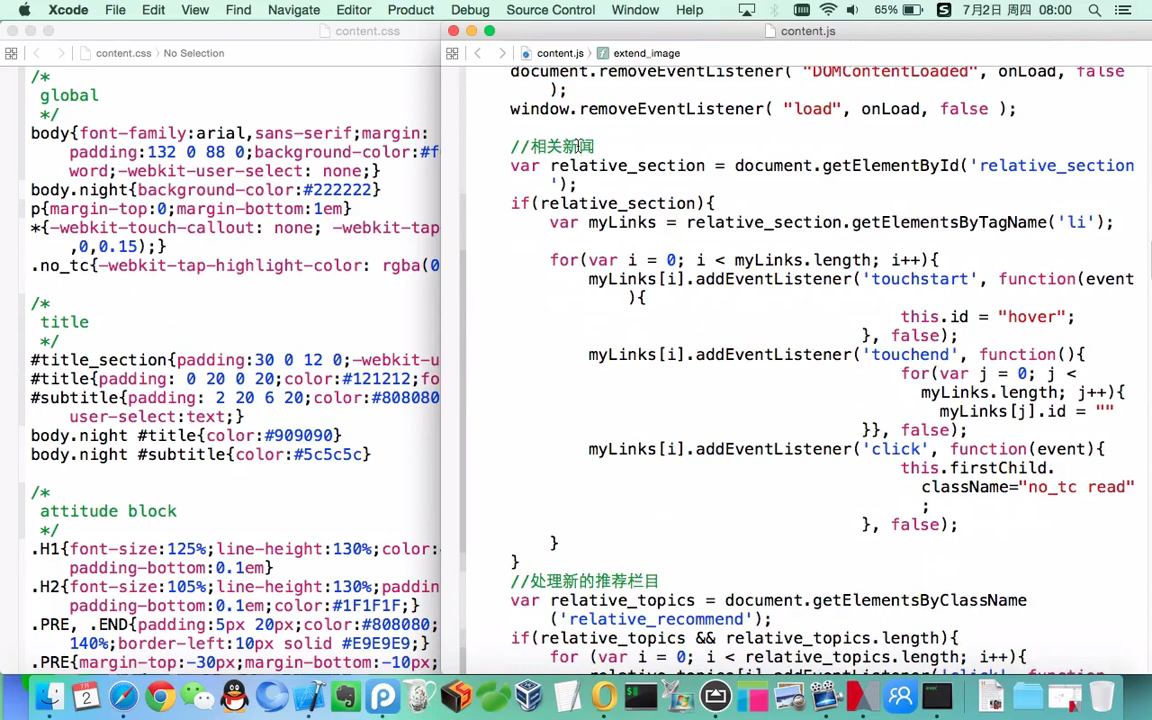 Xcode File Edit View Find Navigate Editor Product Debug Source Control Window Help 65% S 7月2日 周四 08:00
content.css
content.js
content.css No Selection
content.js extend_image
/*
global
*/
body{font-family:arial,sans-serif;margin:
padding:132 0 88 0;background-color:#f
word;-webkit-user-select: none;}
body.night{background-color:#222222}
p{margin-top:0;margin-bottom:1em}
*{-webkit-touch-callout: none; -webkit-tap
,0,0.15);}
.no_tc{-webkit-tap-highlight-color: rgba(0
/*
title
*/
#title_section{padding:30 0 12 0;-webkit-u
#title{padding: 0 20 0 20;color:#121212;fo
#subtitle{padding: 2 20 6 20;color:#808080
user-select:text;}
body.night #title{color:#909090}
body.night #subtitle{color:#5c5c5c}
/*
attitude block
*/
.H1{font-size:125%;line-height:130%;color:
padding-bottom:0.1em}
.H2{font-size:105%;line-height:130%;paddin
padding-bottom:0.1em;color:#1F1F1F;}
.PRE, .END{padding:5px 20px;color:#808080;
140%;border-left:10px solid #E9E9E9;}
.PRE{margin-top:-30px;margin-bottom:-10px;
document.removeEventListener( "DOMContentLoaded", onLoad, false
);
window.removeEventListener( "load", onLoad, false );
//相关新闻
var relative_section = document.getElementById('relative_section
');
if(relative_section){
var myLinks = relative_section.getElementsByTagName('li');
for(var i = 0; i < myLinks.length; i++){
myLinks[i].addEventListener('touchstart', function(event
){
this.id = "hover";
}, false);
myLinks[i].addEventListener('touchend', function(){
for(var j = 0; j <
myLinks.length; j++){
myLinks[j].id = ""
}}, false);
myLinks[i].addEventListener('click', function(event){
this.firstChild.
className="no_tc read"
;
}, false);
}
}
//处理新的推荐栏目
var relative_topics = document.getElementsByClassName
('relative_recommend');
if(relative_topics && relative_topics.length){
for (var i = 0; i < relative_topics.length; i++){